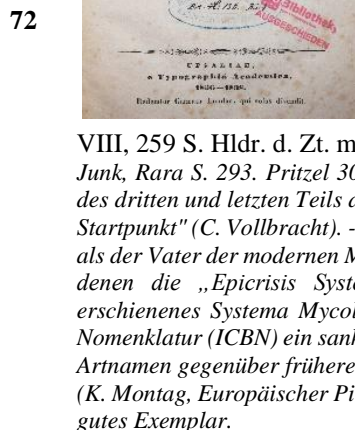 72
Bibliothek
AUSGESCHIEDEN
UPSALIAE,
e Typographia Academica,
1836—1838.
VIII, 259 S. Hldr. d. Zt. m
Junk, Rara S. 293. Pritzel 30
des dritten und letzten Teils d
Startpunkt" (C. Vollbracht). -
als der Vater der modernen M
denen die „Epicrisis Syste
erschienenes Systema Mycol
Nomenklatur (ICBN) ein sank
Artnamen gegenüber frühere
(K. Montag, Europäischer Pi
gutes Exemplar.